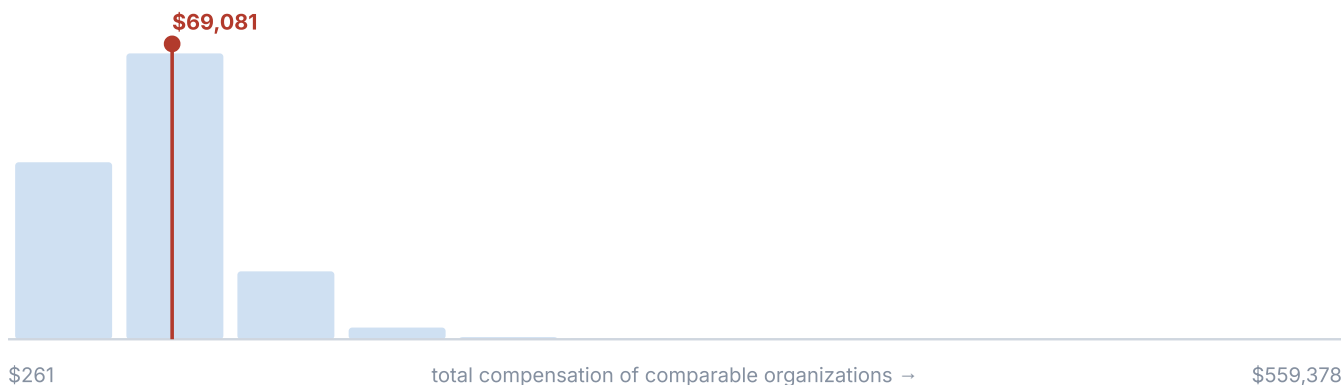 $69,081
$261 total compensation of comparable organizations → $559,378